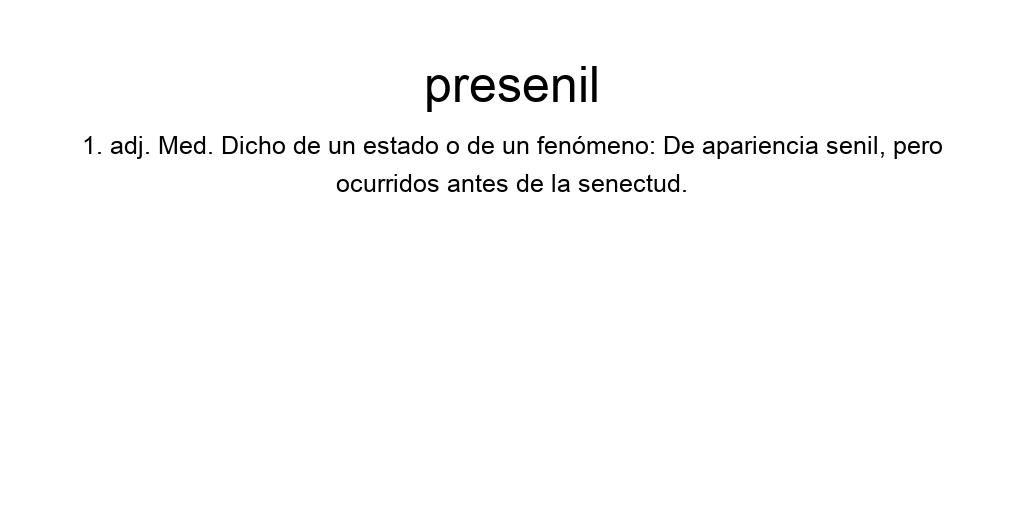 presenil
1. adj. Med. Dicho de un estado o de un fenómeno: De apariencia senil, pero
ocurridos antes de la senectud.